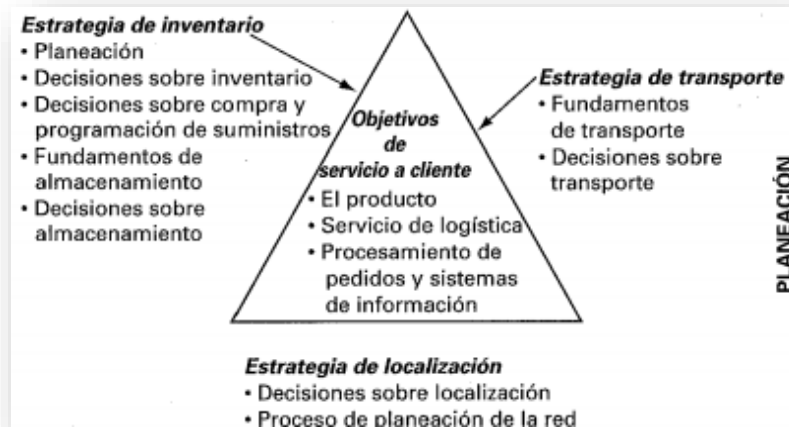 Estrategia de inventario
• Planeación
• Decisiones sobre inventario
• Decisiones sobre compra y
programación de suministros
• Fundamentos de
almacenamiento
• Decisiones sobre
almacenamiento
Objetivos
de
servicio a cliente
• El producto
• Servicio de logística
• Procesamiento de
pedidos y sistemas
de información
Estrategia de transporte
• Fundamentos
de transporte
• Decisiones sobre
transporte
PLANEACIÓN
Estrategia de localización
• Decisiones sobre localización
• Proceso de planeación de la red